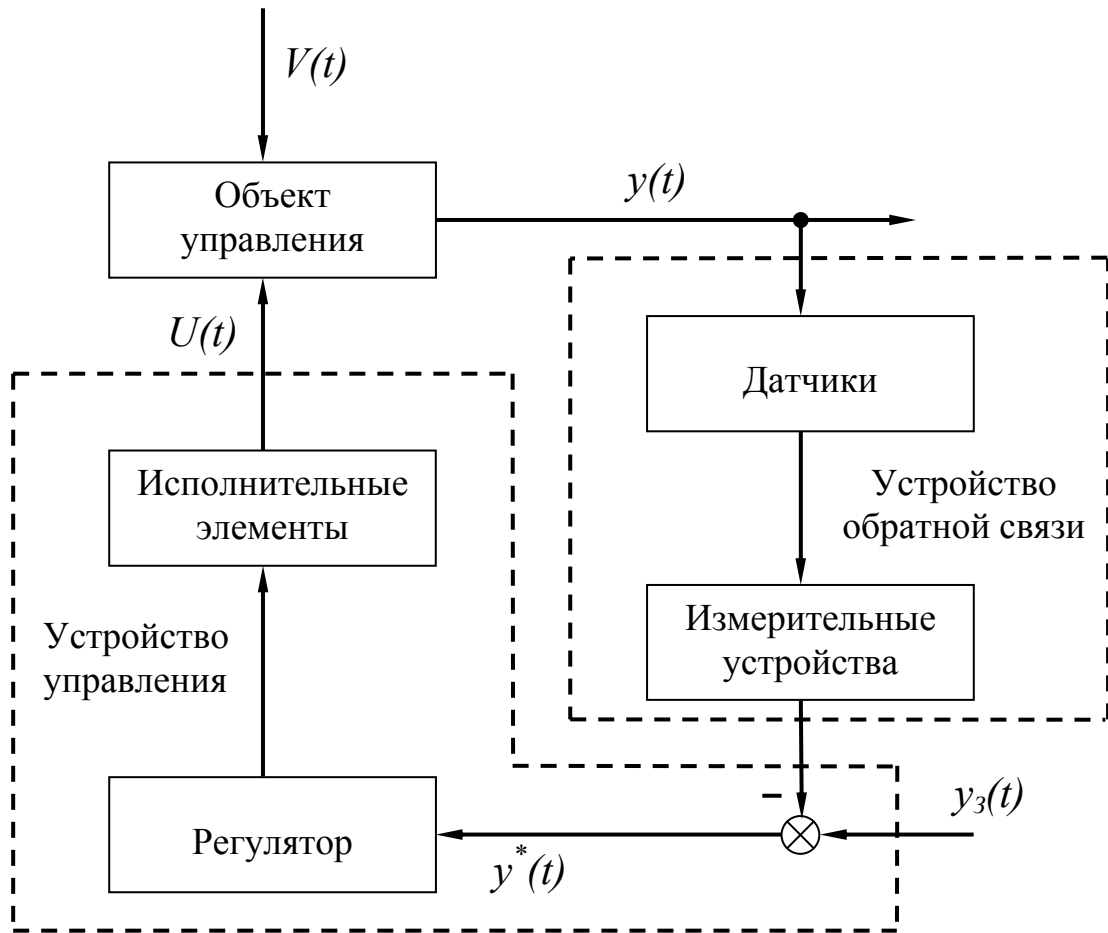 V(t)
Объект
управления
y(t)
U(t)
Датчики
Исполнительные
элементы
Устройство
обратной связи
Измерительные
устройства
Устройство
управления
–
y₃(t)
Регулятор
y*(t)